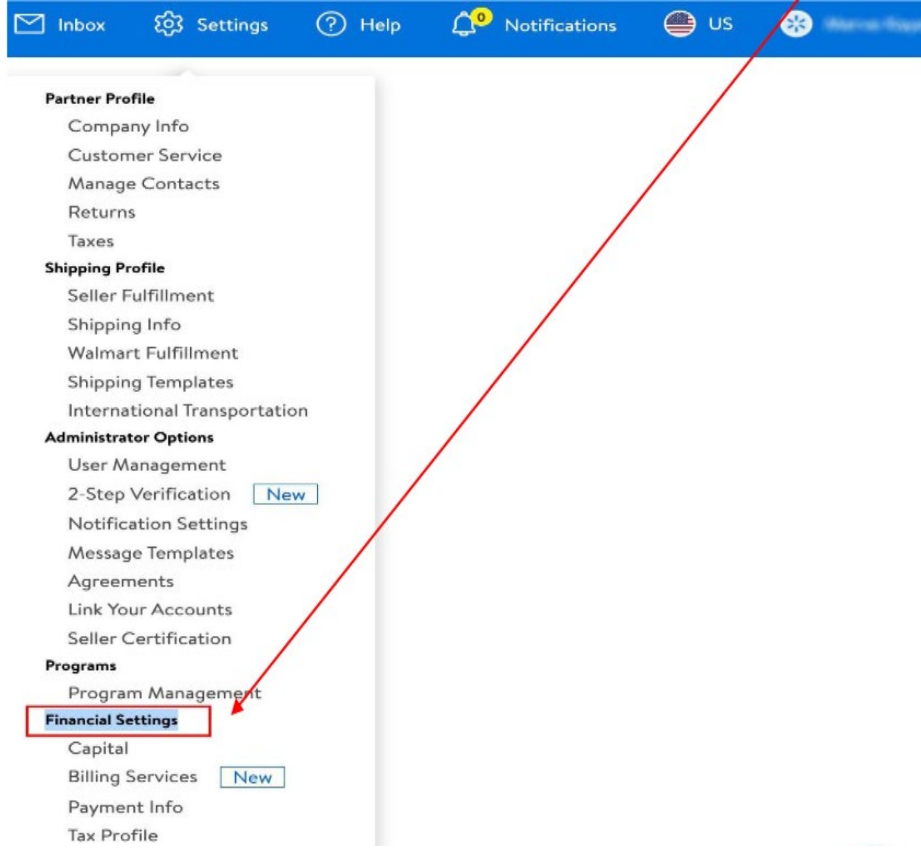 Inbox Settings Help 0 Notifications US
Partner Profile
Company Info
Customer Service
Manage Contacts
Returns
Taxes
Shipping Profile
Seller Fulfillment
Shipping Info
Walmart Fulfillment
Shipping Templates
International Transportation
Administrator Options
User Management
2-Step Verification New
Notification Settings
Message Templates
Agreements
Link Your Accounts
Seller Certification
Programs
Program Management
Financial Settings
Capital
Billing Services New
Payment Info
Tax Profile